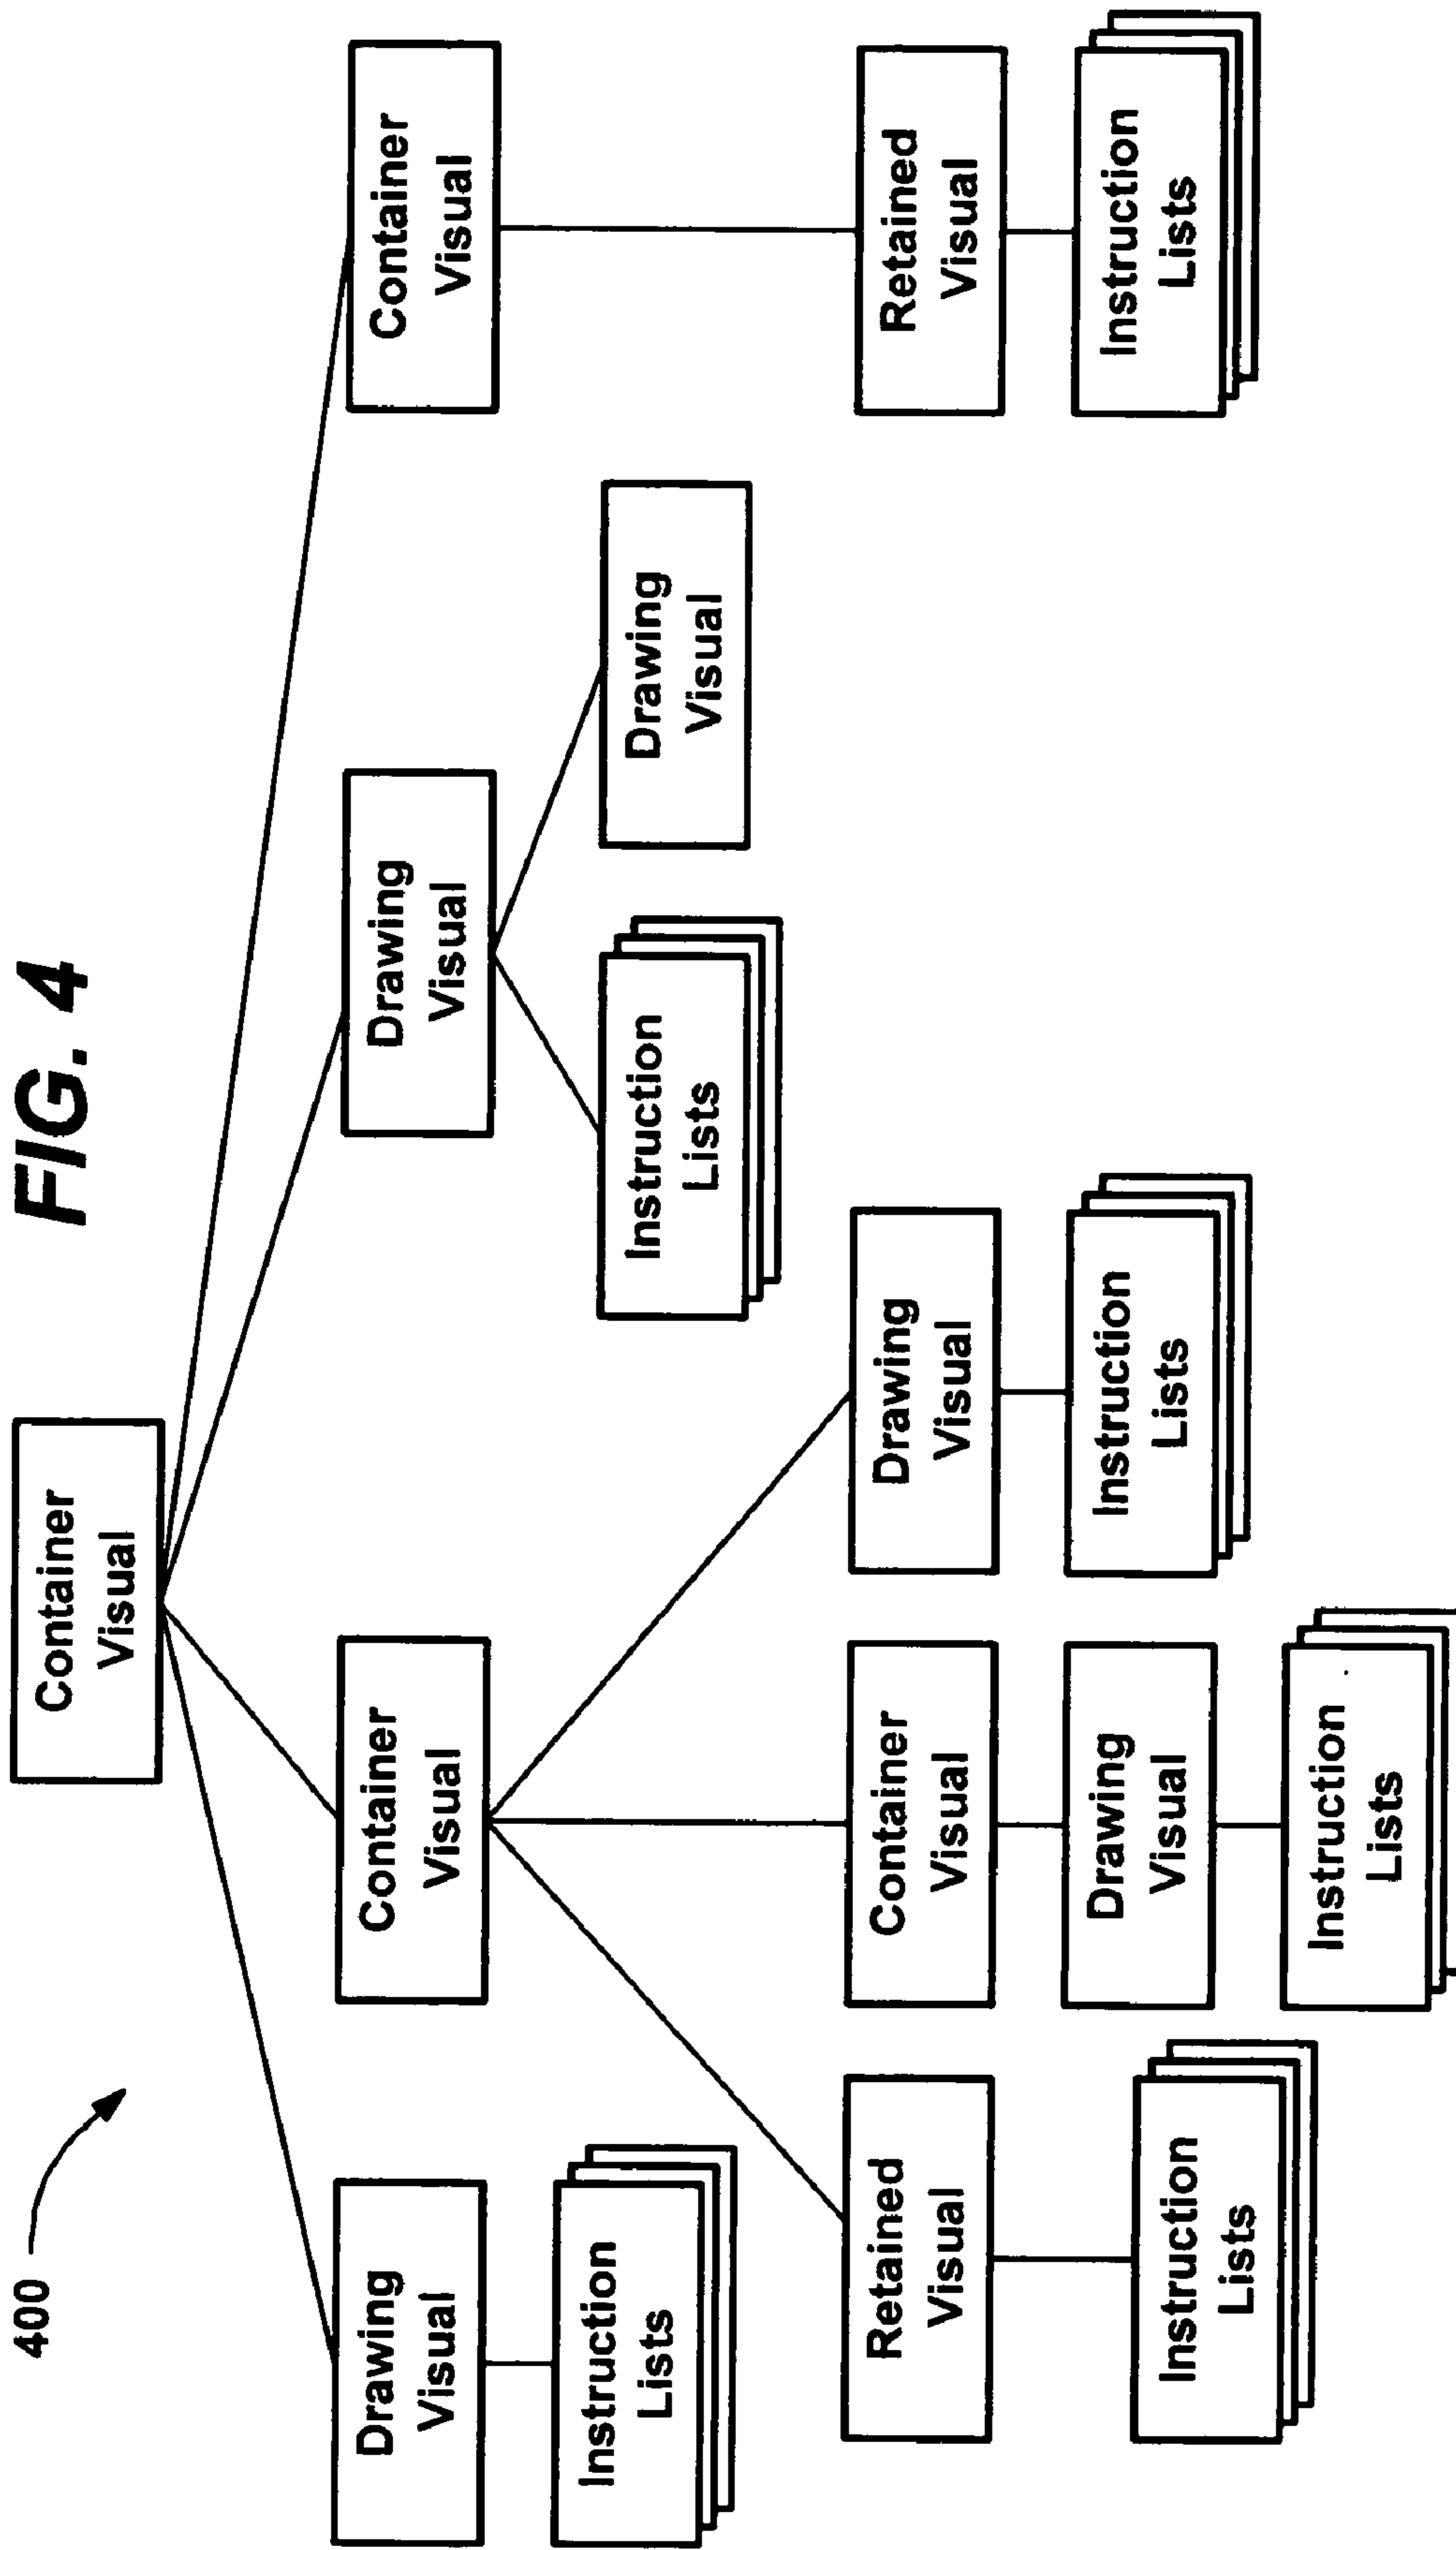 FIG. 4
400
Container
Visual
Drawing
Visual
Container
Visual
Drawing
Visual
Container
Visual
Instruction
Lists
Instruction
Lists
Drawing
Visual
Retained
Visual
Container
Visual
Drawing
Visual
Retained
Visual
Instruction
Lists
Drawing
Visual
Instruction
Lists
Instruction
Lists
Instruction
Lists